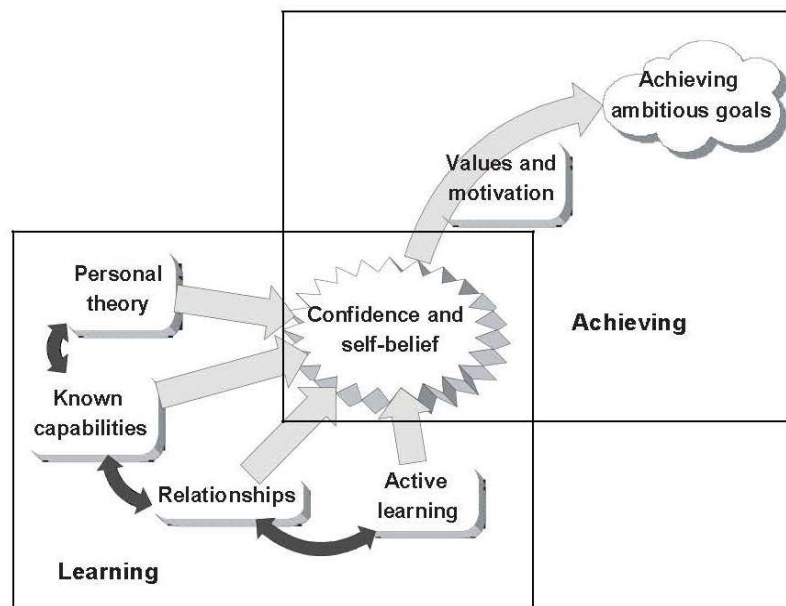 Achieving
ambitious goals
Values and
motivation
Personal
theory
Confidence and
self-belief
Achieving
Known
capabilities
Relationships
Active
learning
Learning